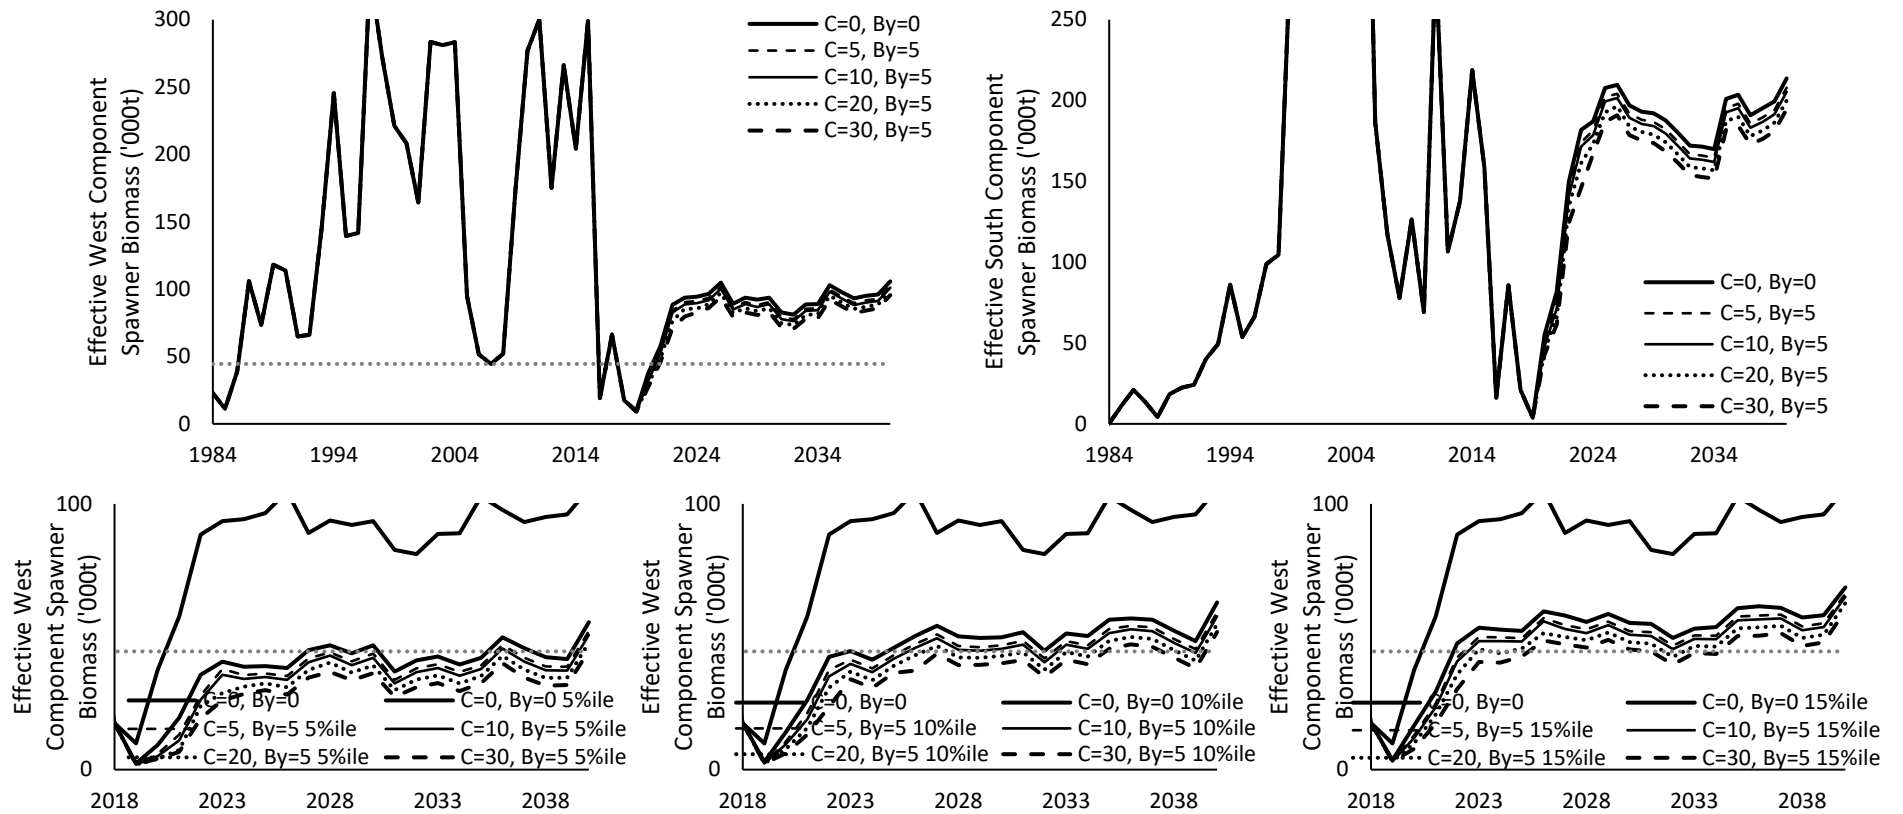 Effective West Component
Spawner Biomass ('000t)
300
250
200
150
100
50
0
1984 1994 2004 2014 2024 2034
C=0, By=0
C=5, By=5
C=10, By=5
C=20, By=5
C=30, By=5
Effective South Component
Spawner Biomass ('000t)
250
200
150
100
50
0
1984 1994 2004 2014 2024 2034
C=0, By=0
C=5, By=5
C=10, By=5
C=20, By=5
C=30, By=5
Effective West
Component Spawner
Biomass ('000t)
100
0
2018 2023 2028 2033 2038
C=0, By=0 C=0, By=0 5%ile
C=5, By=5 5%ile C=10, By=5 5%ile
C=20, By=5 5%ile C=30, By=5 5%ile
Effective West
Component Spawner
Biomass ('000t)
100
0
2018 2023 2028 2033 2038
C=0, By=0 C=0, By=0 10%ile
C=5, By=5 10%ile C=10, By=5 10%ile
C=20, By=5 10%ile C=30, By=5 10%ile
Effective West
Component Spawner
Biomass ('000t)
100
0
2018 2023 2028 2033 2038
C=0, By=0 C=0, By=0 15%ile
C=5, By=5 15%ile C=10, By=5 15%ile
C=20, By=5 15%ile C=30, By=5 15%ile